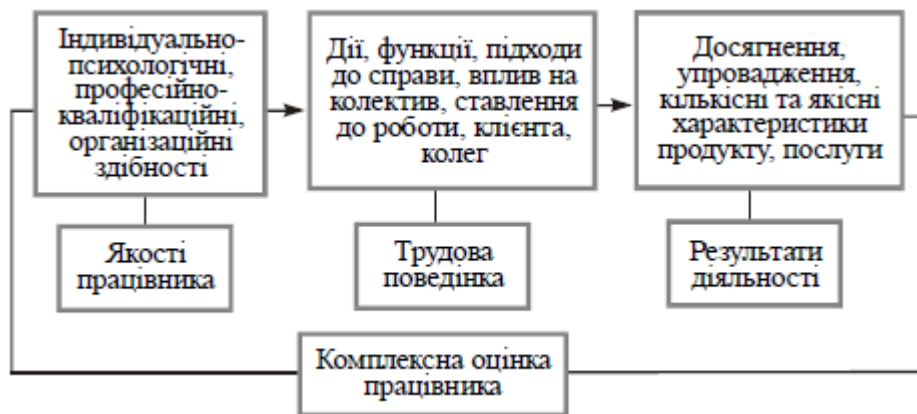 Індивідуально-
психологічні,
професійно-
кваліфікаційні,
організаційні
здібності
Дії, функції, підходи
до справи, вплив на
колектив, ставлення
до роботи, клієнта,
колег
Досягнення,
упровадження,
кількісні та якісні
характеристики
продукту, послуги
Якості
працівника
Трудова
поведінка
Результати
діяльності
Комплексна оцінка
працівника